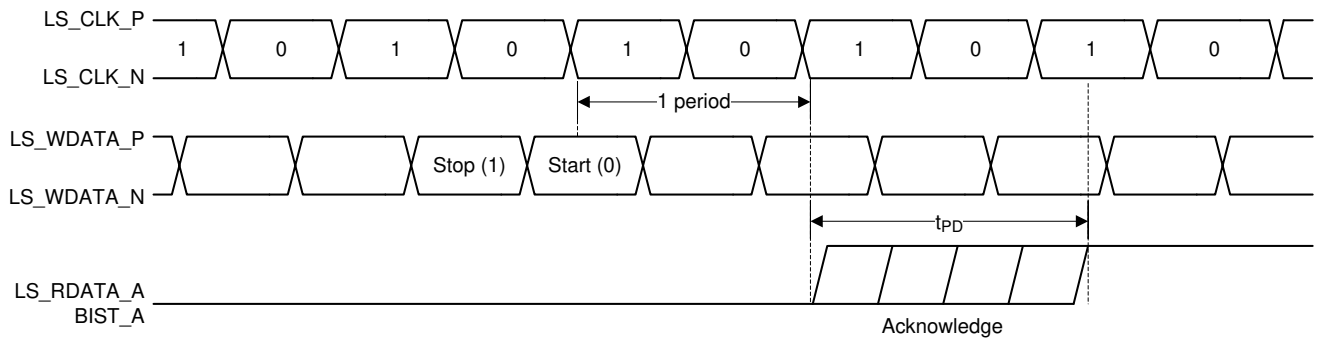 LS_CLK_P
1 0 1 0 1 0 1 0 1 0
LS_CLK_N
1 period
LS_WDATA_P
Stop (1) Start (0)
LS_WDATA_N
tPD
LS_RDATA_A
BIST_A
Acknowledge